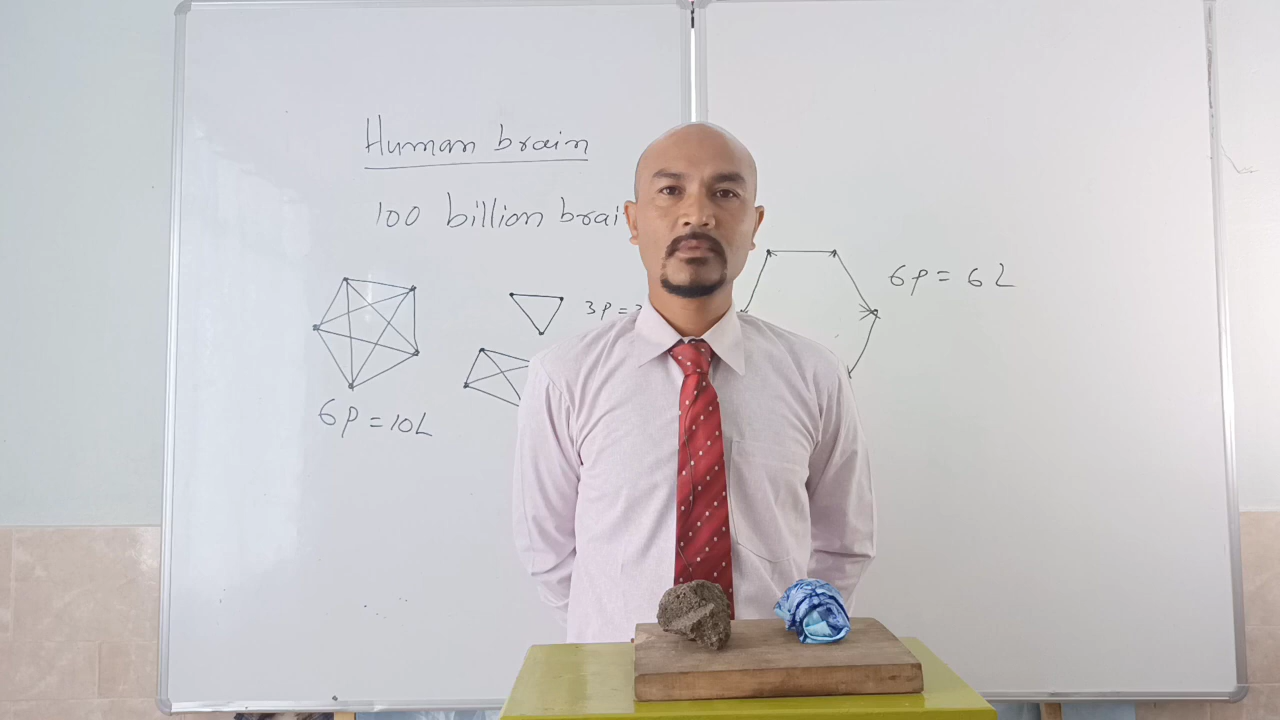 Human brain
100 billion
3P =
6P = 10L
6P = 6L